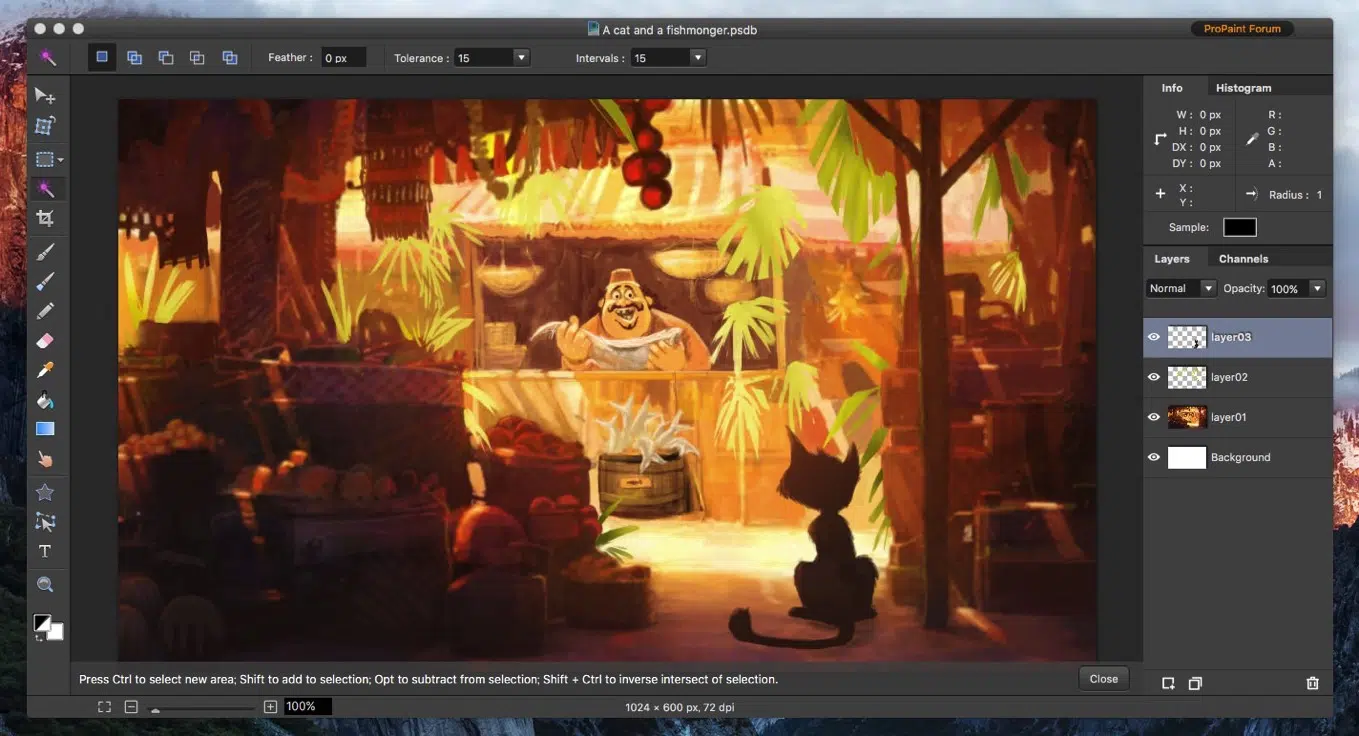 A cat and a fishmonger.psdb
ProPaint Forum
Feather : 0 px
Tolerance : 15
Intervals : 15
Info
Histogram
W : 0 px
H : 0 px
DX : 0 px
DY : 0 px
R :
G :
B :
A :
X :
Y :
Radius : 1
Sample:
Layers
Channels
Normal
Opacity: 100%
layer03
layer02
layer01
Background
T
Press Ctrl to select new area; Shift to add to selection; Opt to subtract from selection; Shift + Ctrl to inverse intersect of selection.
Close
100%
1024 × 600 px, 72 dpi